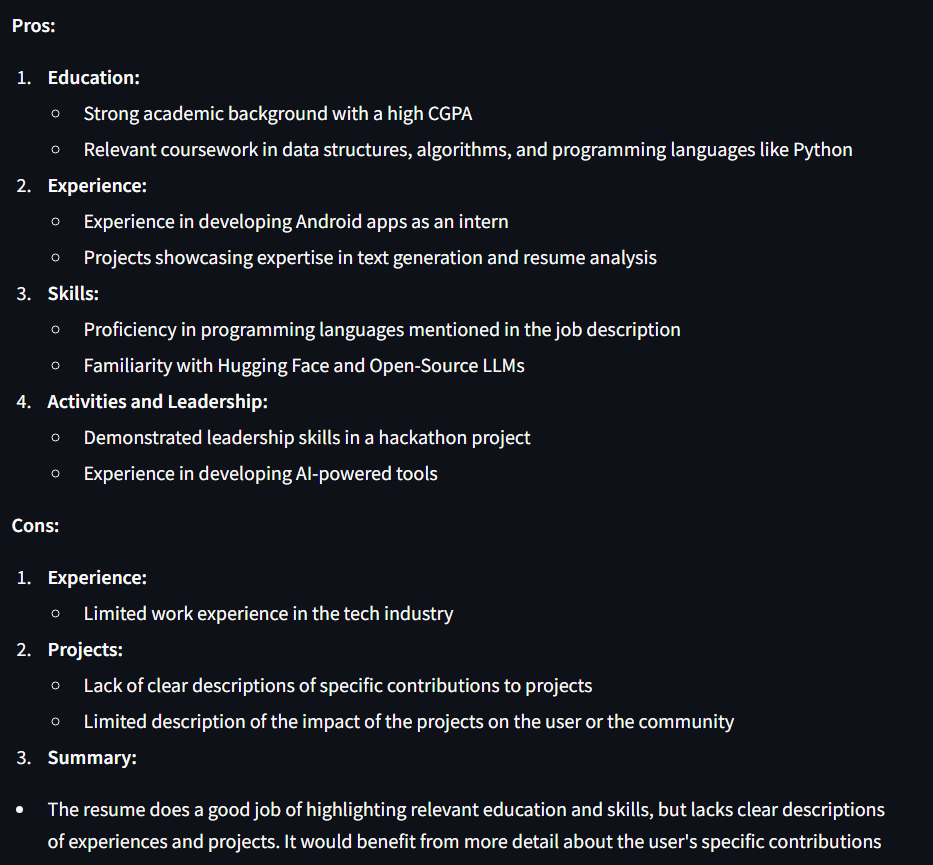 Pros:
1. Education:
○ Strong academic background with a high CGPA
○ Relevant coursework in data structures, algorithms, and programming languages like Python
2. Experience:
○ Experience in developing Android apps as an intern
○ Projects showcasing expertise in text generation and resume analysis
3. Skills:
○ Proficiency in programming languages mentioned in the job description
○ Familiarity with Hugging Face and Open-Source LLMs
4. Activities and Leadership:
○ Demonstrated leadership skills in a hackathon project
○ Experience in developing AI-powered tools
Cons:
1. Experience:
○ Limited work experience in the tech industry
2. Projects:
○ Lack of clear descriptions of specific contributions to projects
○ Limited description of the impact of the projects on the user or the community
3. Summary:
• The resume does a good job of highlighting relevant education and skills, but lacks clear descriptions
of experiences and projects. It would benefit from more detail about the user's specific contributions